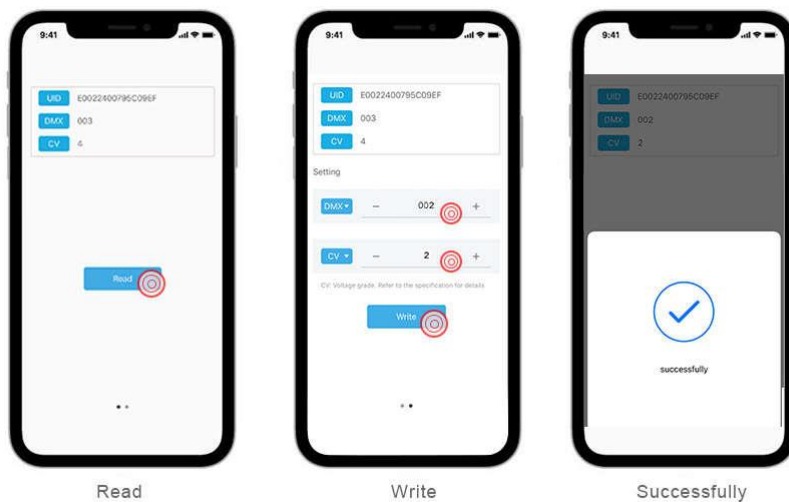 9:41
UID E0022400795C09EF
DMX 003
CV 4
Read
Read
9:41
UID E0022400795C09EF
DMX 003
CV 4
Setting
DMX − 002 +
CV − 2 +
CV: Voltage grade. Refer to the specification for details
Write
Write
9:41
UID E0022400795C09EF
DMX 002
CV 2
successfully
Successfully